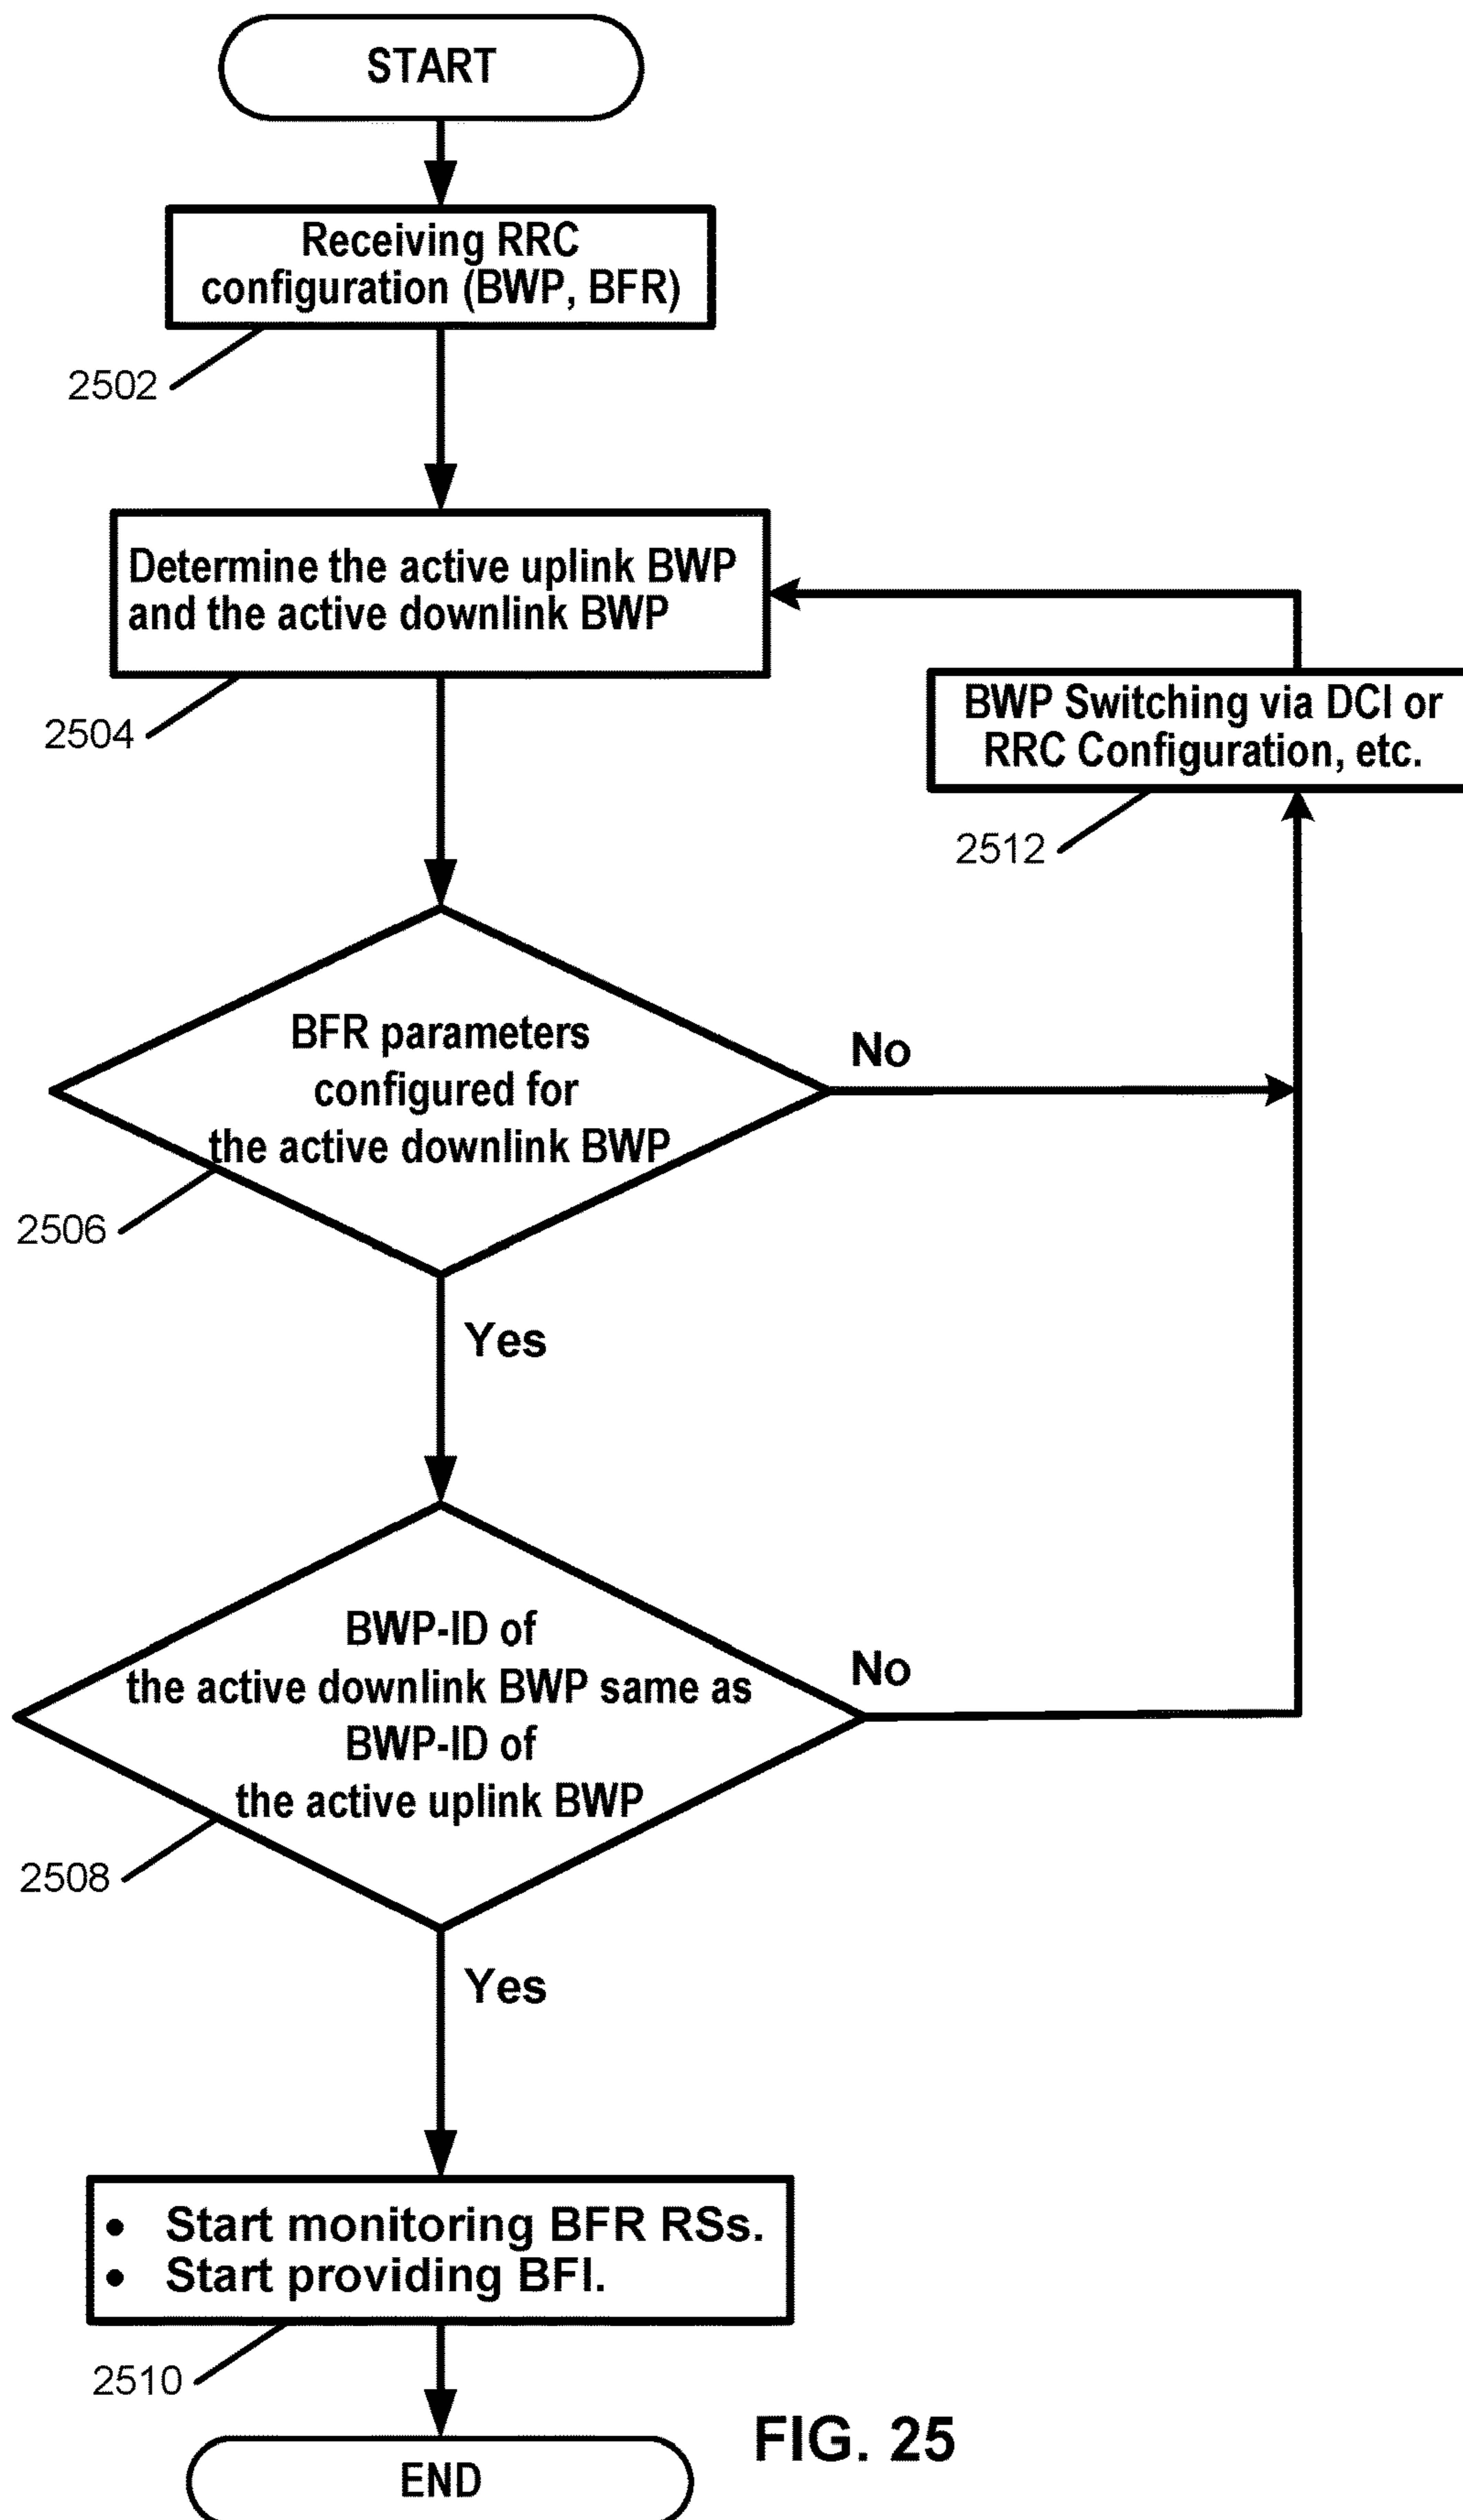 START
Receiving RRC
configuration (BWP, BFR)
2502
Determine the active uplink BWP
and the active downlink BWP
2504
BWP Switching via DCI or
RRC Configuration, etc.
2512
BFR parameters
configured for
the active downlink BWP
No
2506
Yes
BWP-ID of
the active downlink BWP same as
BWP-ID of
the active uplink BWP
No
2508
Yes
• Start monitoring BFR RSs.
• Start providing BFI.
2510
END
FIG. 25